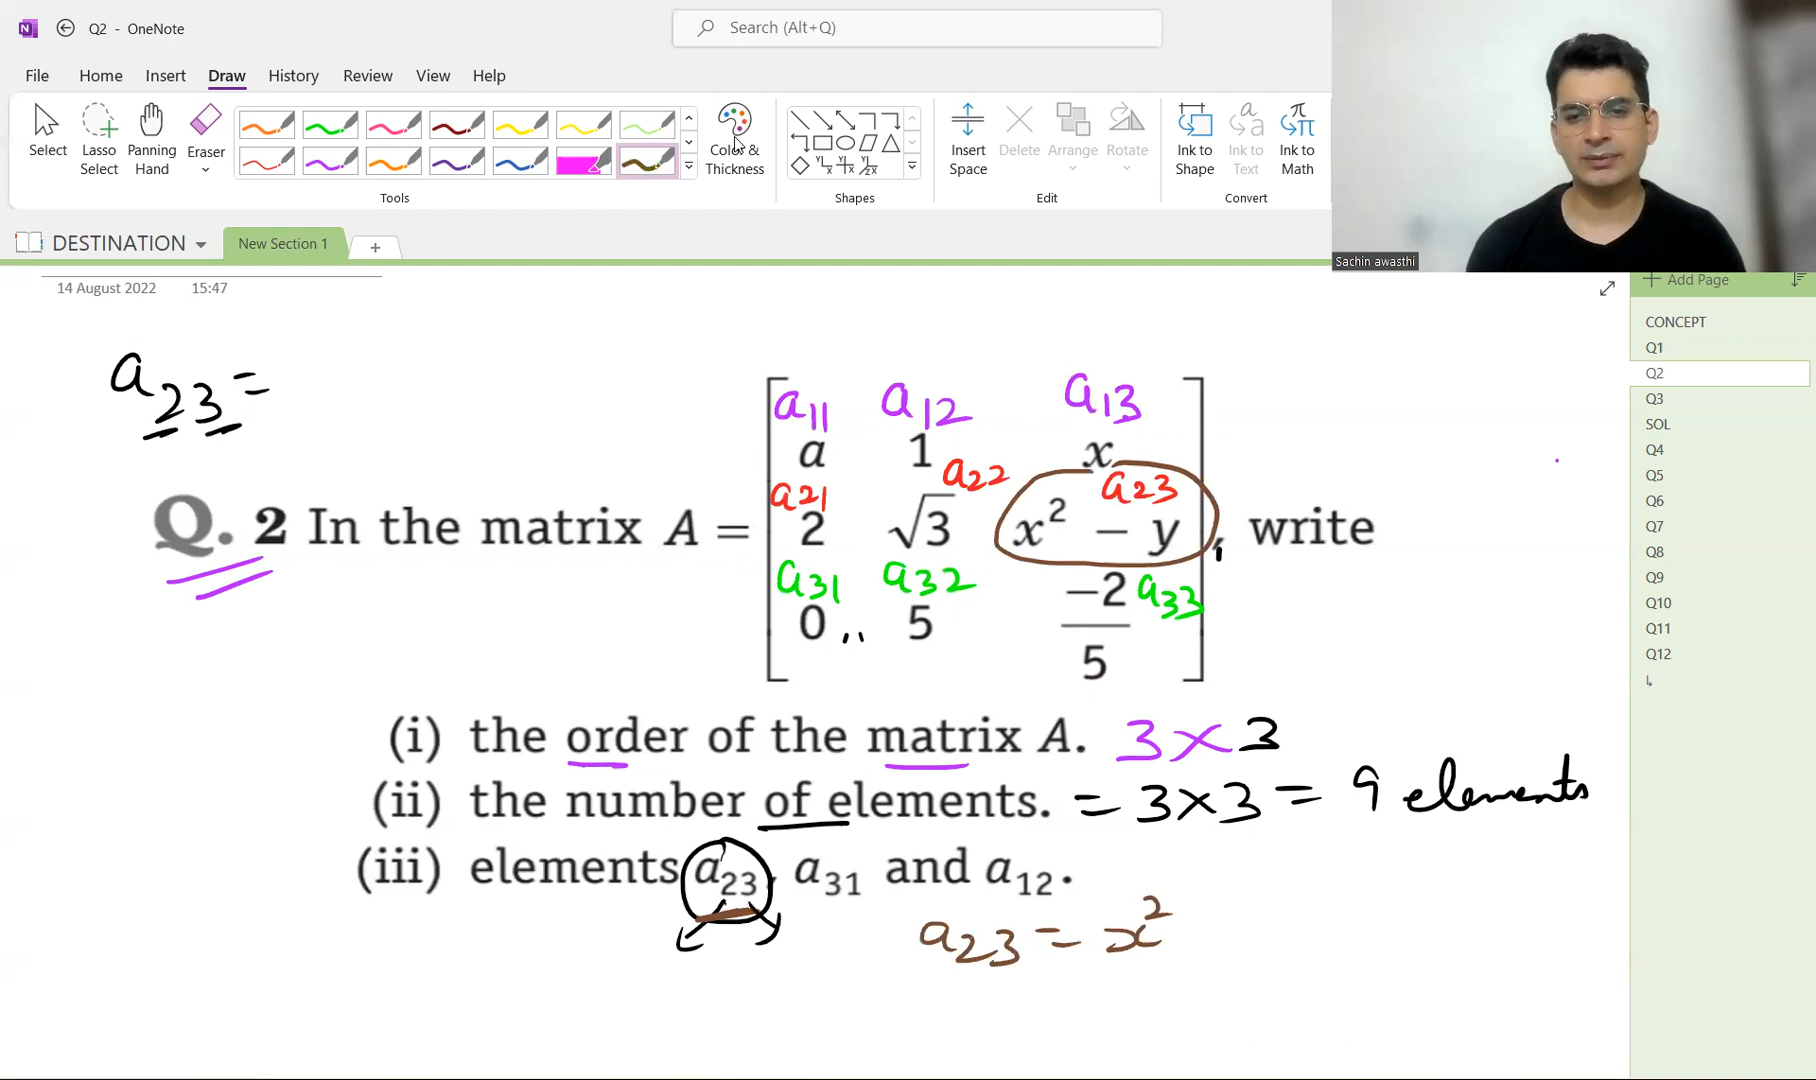 Q2 - OneNote
Search (Alt+Q)
File Home Insert Draw History Review View Help
Select Lasso Select Panning Hand Eraser Color & Thickness Insert Space Delete Arrange Rotate Ink to Shape Ink to Text Ink to Math
Tools Shapes Edit Convert
Sachin awasthi
DESTINATION New Section 1 +
14 August 2022 15:47
Add Page
CONCEPT
Q1
Q2
Q3
SOL
Q4
Q5
Q6
Q7
Q8
Q9
Q10
Q11
Q12
a23 =
a11 a12 a13
a 1 x
a21 a22 a23
Q. 2 In the matrix A = 2 √3 x² − y, write
a31 a32 a33
0 5 −2/5
(i) the order of the matrix A. 3 × 3
(ii) the number of elements. = 3×3 = 9 elements
(iii) elements a23, a31 and a12.
a23 = x²